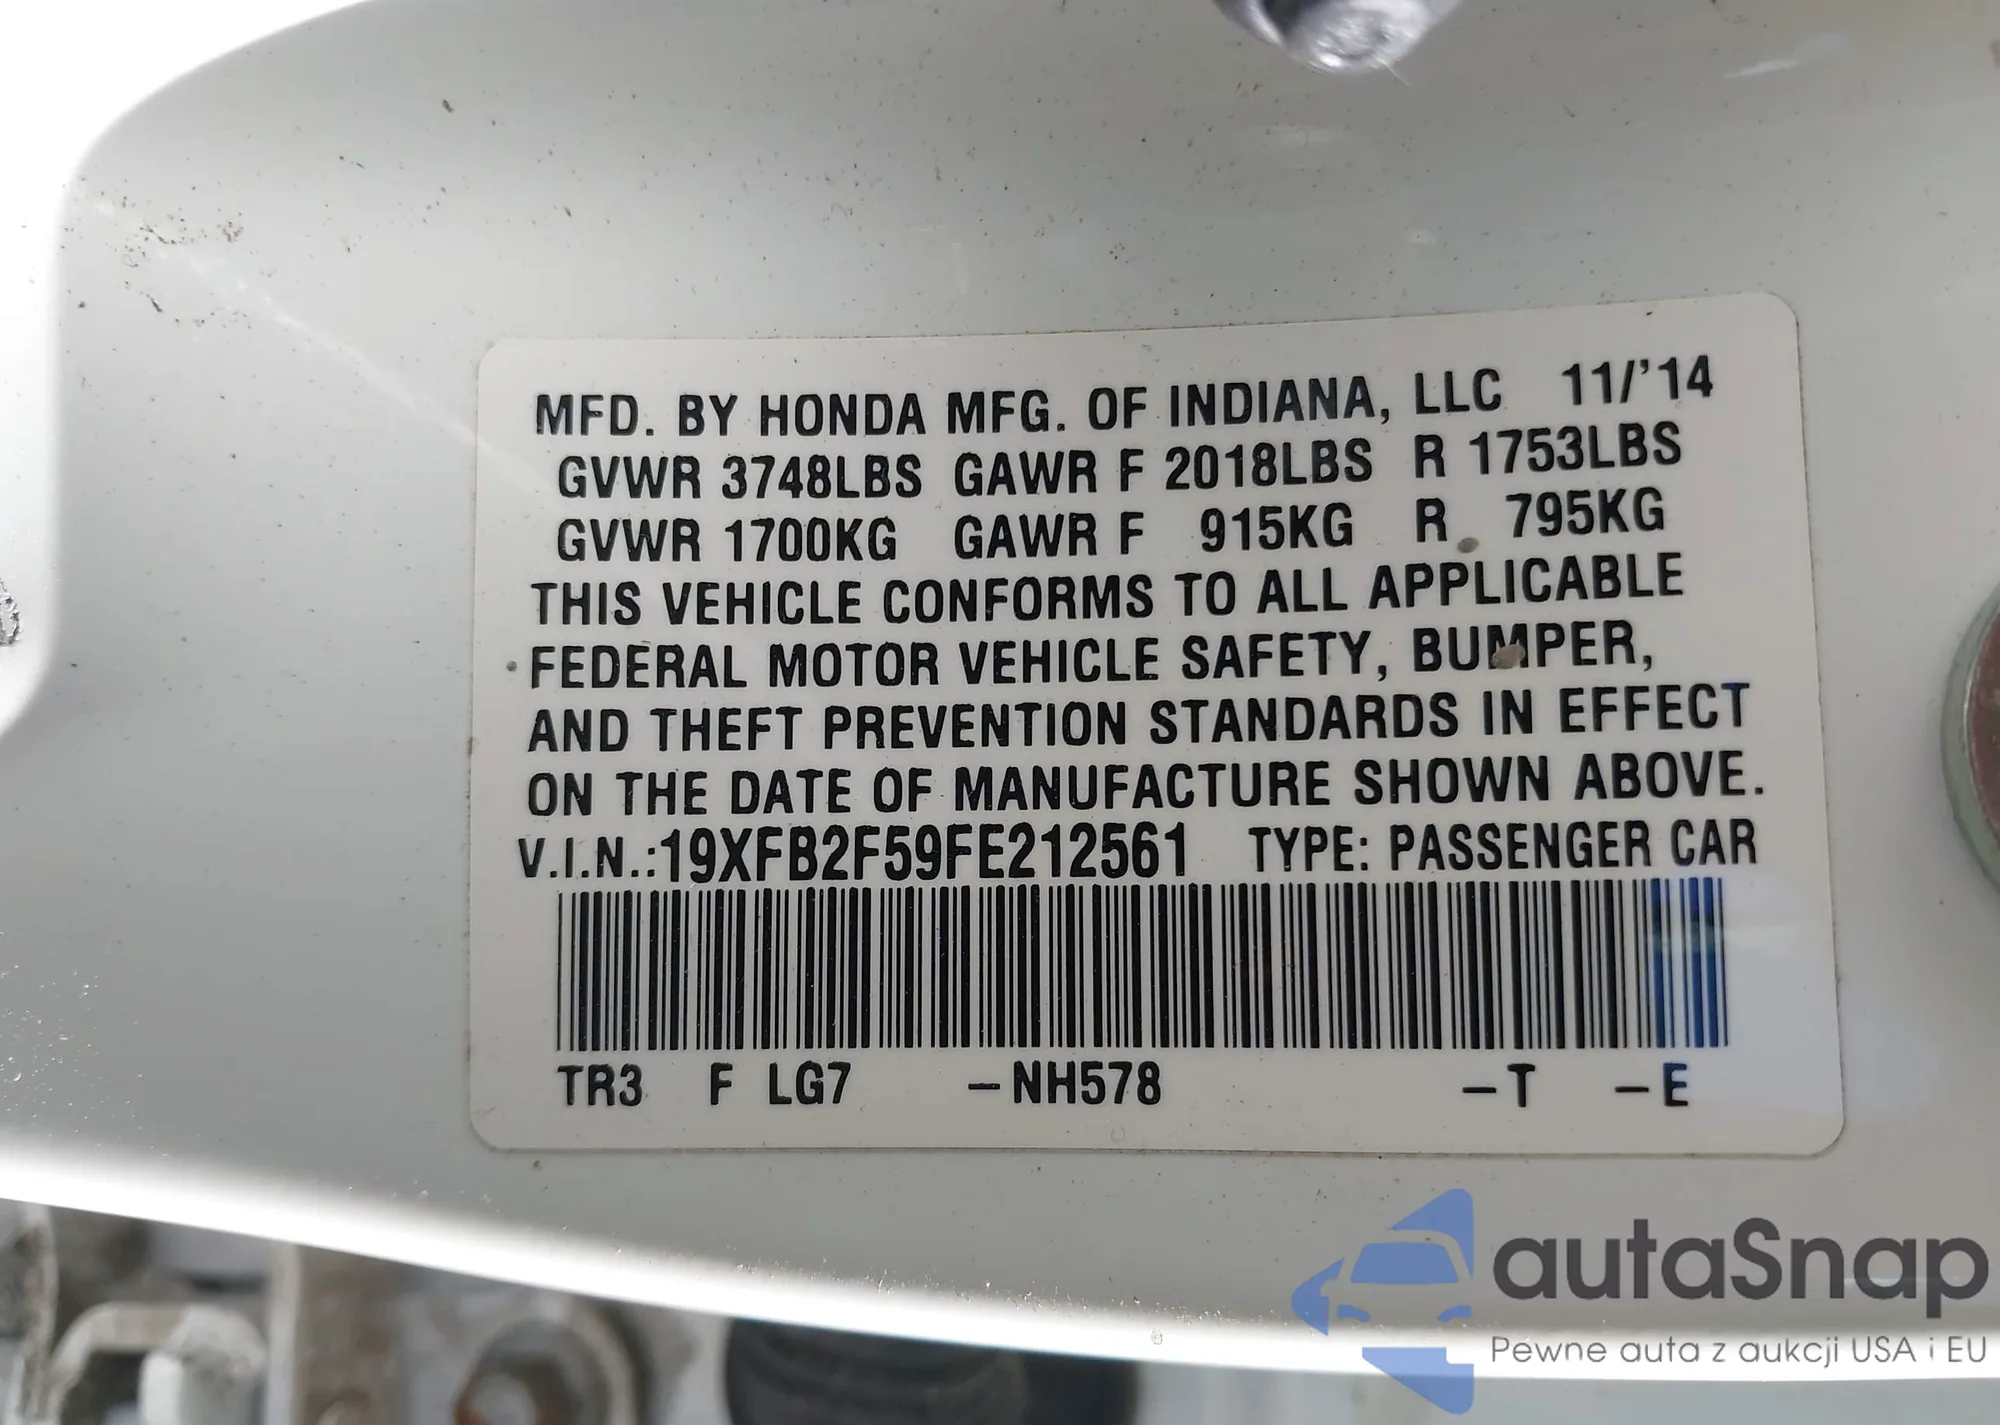 MFD. BY HONDA MFG. OF INDIANA, LLC 11/'14
GVWR 3748LBS GAWR F 2018LBS R 1753LBS
GVWR 1700KG GAWR F 915KG R 795KG
THIS VEHICLE CONFORMS TO ALL APPLICABLE
FEDERAL MOTOR VEHICLE SAFETY, BUMPER,
AND THEFT PREVENTION STANDARDS IN EFFECT
ON THE DATE OF MANUFACTURE SHOWN ABOVE.
V.I.N.:19XFB2F59FE212561 TYPE: PASSENGER CAR
TR3 F LG7 -NH578 -T -E
autaSnap
Pewne auta z aukcji USA i EU